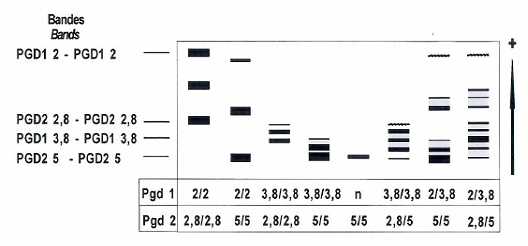 Bandes
Bands
PGD1 2 - PGD1 2
PGD2 2,8 - PGD2 2,8
PGD1 3,8 - PGD1 3,8
PGD2 5 - PGD2 5
+
Pgd 1 2/2 2/2 3,8/3,8 3,8/3,8 n 3,8/3,8 2/3,8 2/3,8
Pgd 2 2,8/2,8 5/5 2,8/2,8 5/5 5/5 2,8/5 5/5 2,8/5